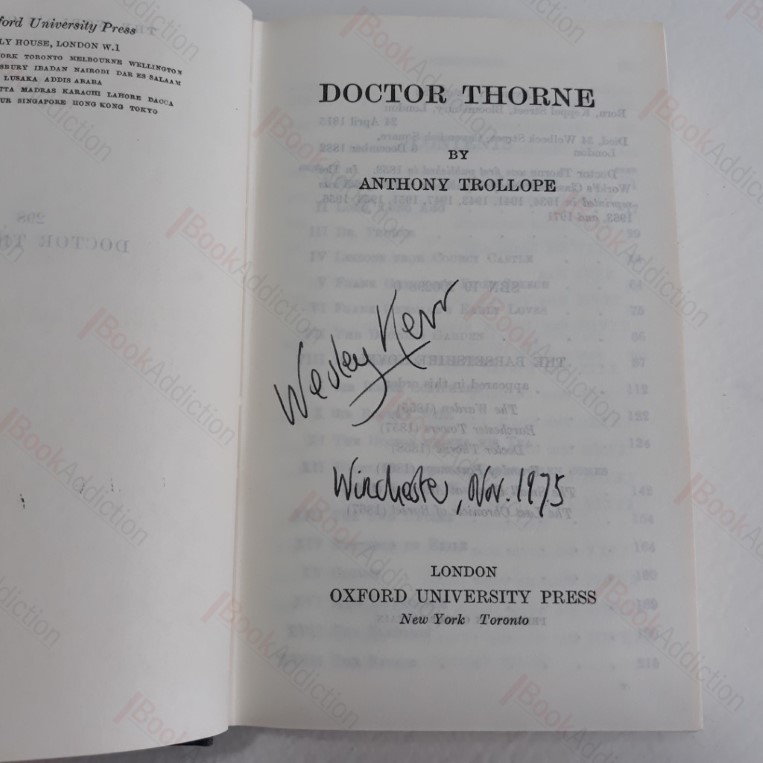 ford University Press
LY HOUSE, LONDON W.1
ORK TORONTO MELBOURNE WELLINGTON
SBURY IBADAN NAIROBI DAR ES SALAAM
LUSAKA ADDIS ABABA
TTA MADRAS KARACHI LAHORE DACCA
UR SINGAPORE HONG KONG TOKYO
DOCTOR THORNE
BY
ANTHONY TROLLOPE
Wesley Kerr
Winchester, Nov. 1975
LONDON
OXFORD UNIVERSITY PRESS
New York Toronto
BookAddiction